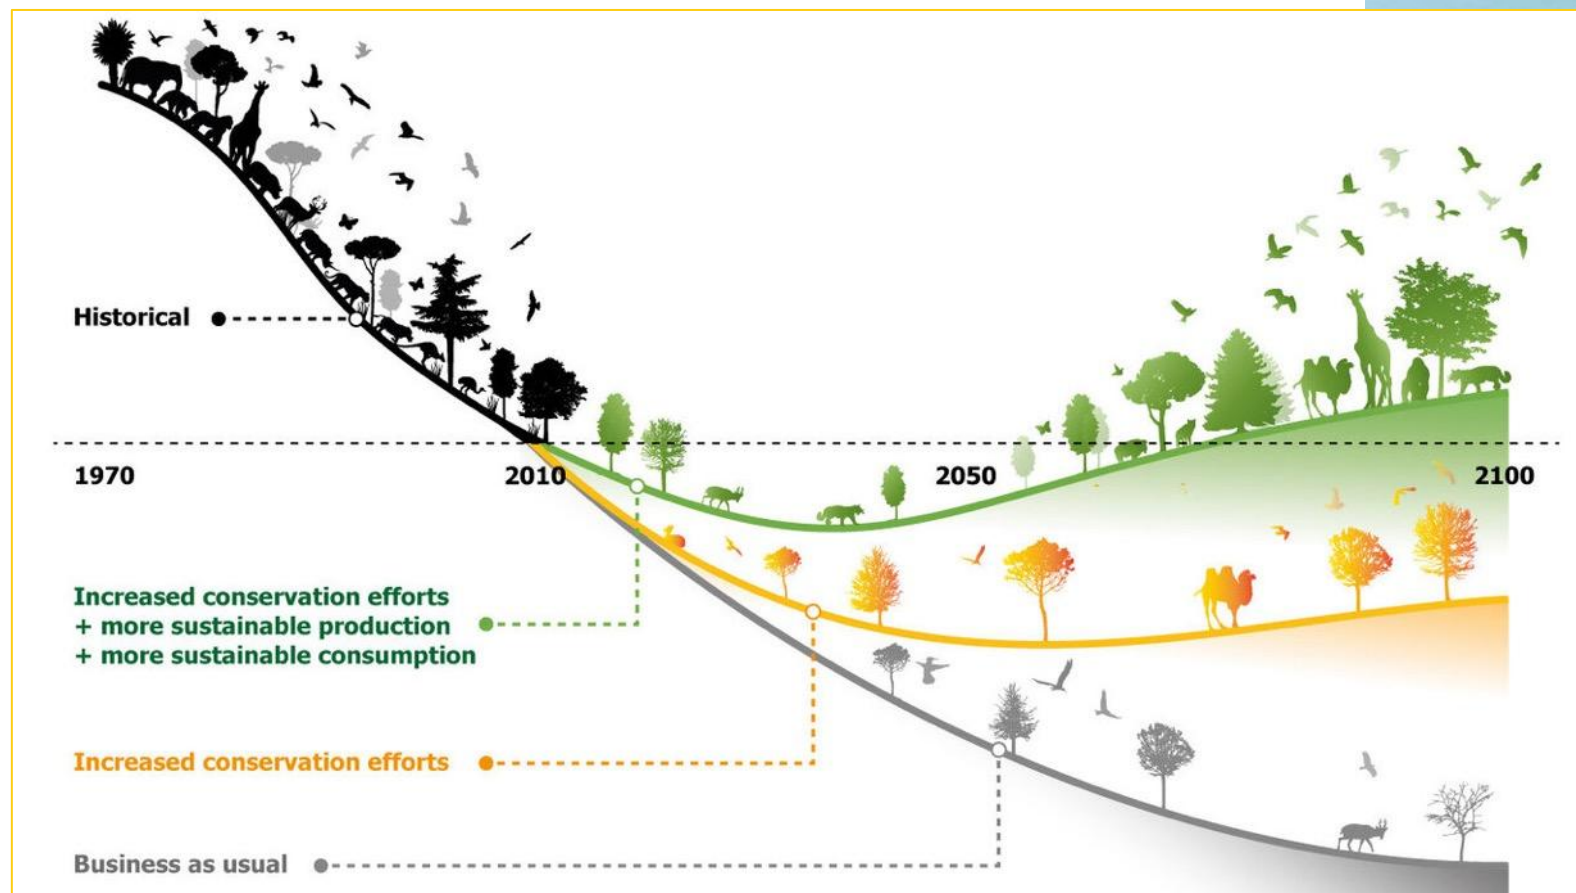 Historical
1970
2010
2050
2100
Increased conservation efforts
+ more sustainable production
+ more sustainable consumption
Increased conservation efforts
Business as usual